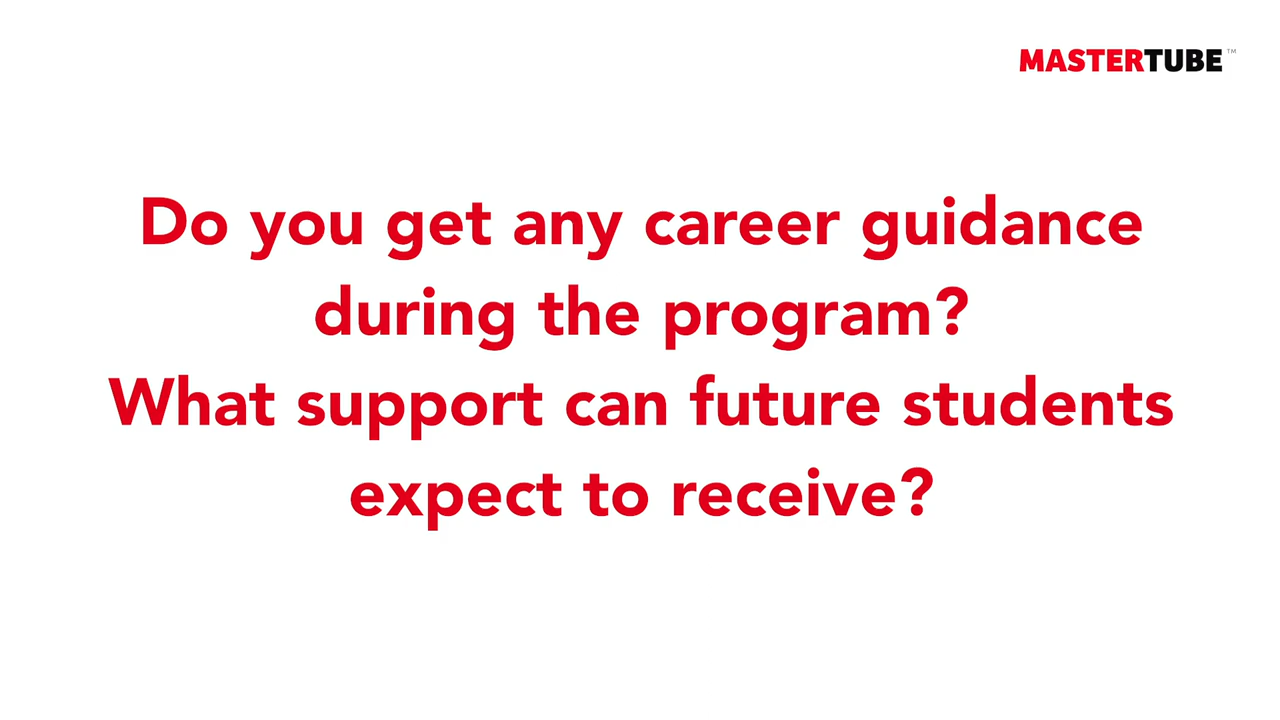 MASTERTUBE™
Do you get any career guidance
during the program?
What support can future students
expect to receive?